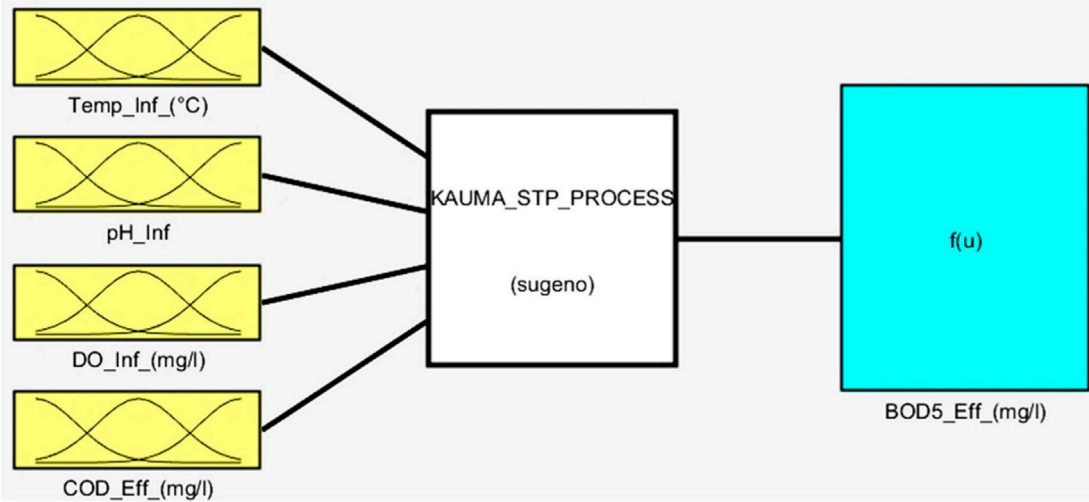 Temp_Inf_(°C)
pH_Inf
DO_Inf_(mg/l)
COD_Eff_(mg/l)
KAUMA_STP_PROCESS
(sugeno)
f(u)
BOD5_Eff_(mg/l)